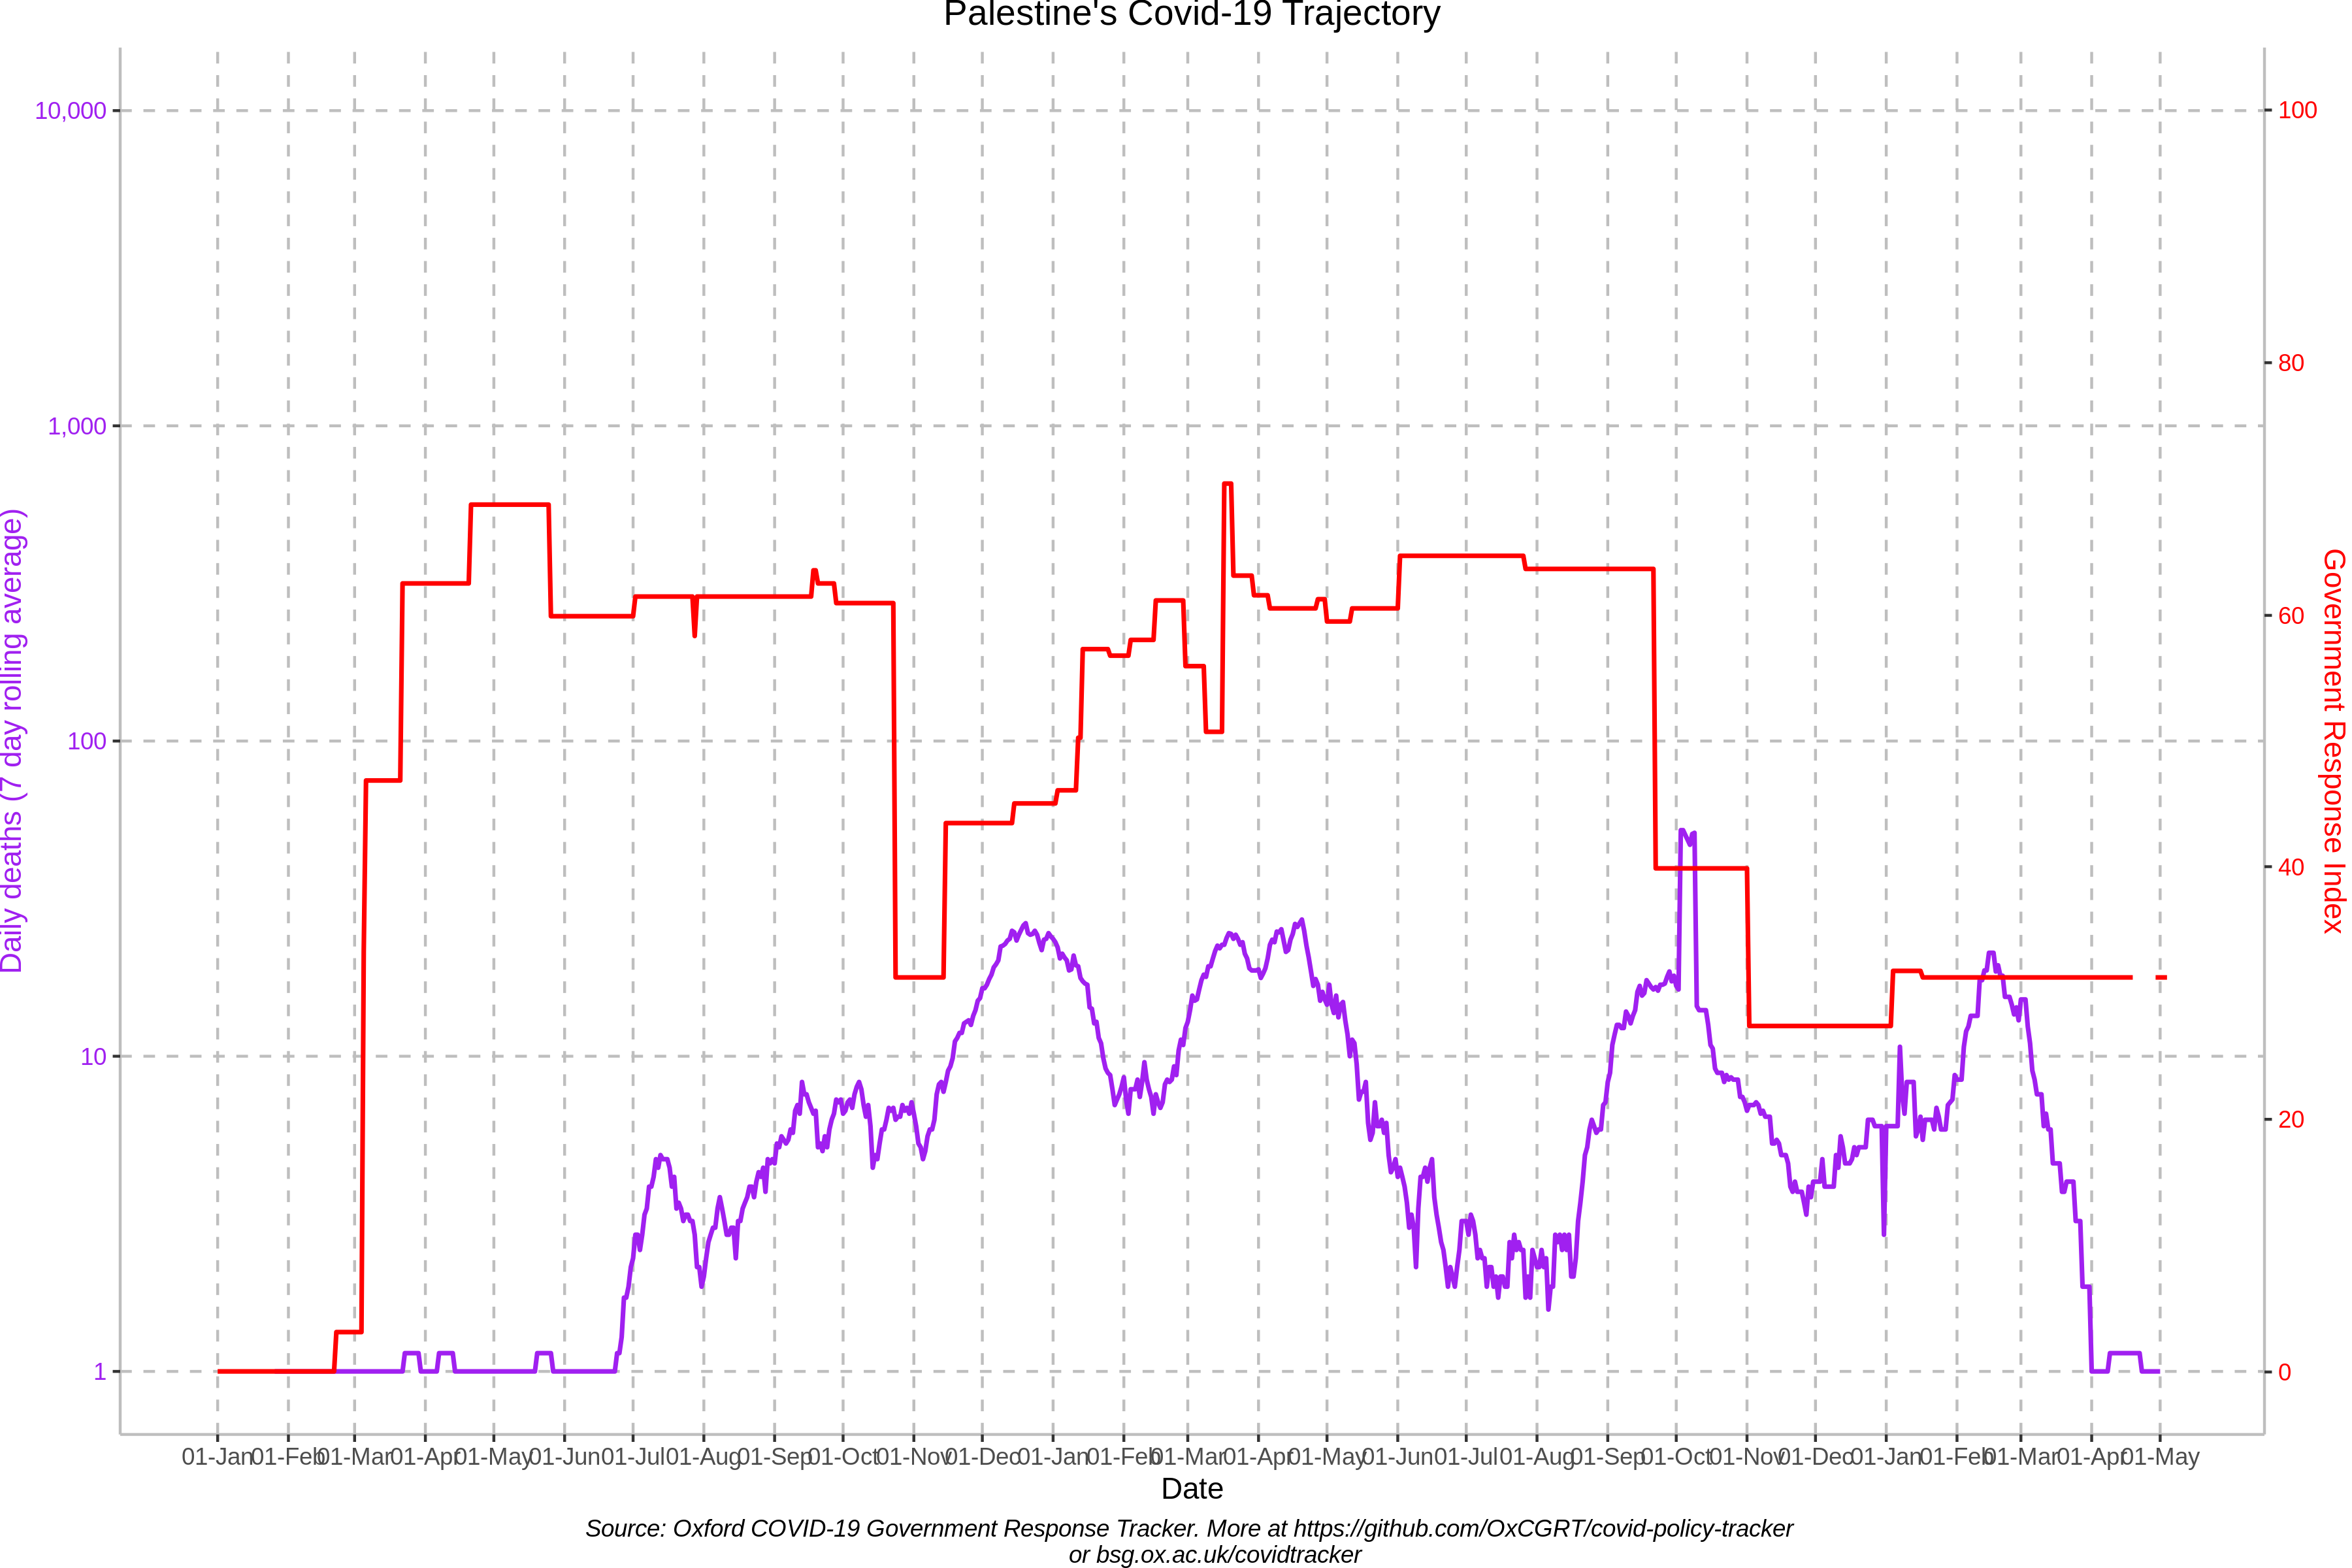 Palestine's Covid-19 Trajectory
10,000
1,000
100
10
1
Daily deaths (7 day rolling average)
100
80
60
40
20
0
Government Response Index
01-Jan 01-Feb 01-Mar 01-Apr 01-May 01-Jun 01-Jul 01-Aug 01-Sep 01-Oct 01-Nov 01-Dec 01-Jan 01-Feb 01-Mar 01-Apr 01-May 01-Jun 01-Jul 01-Aug 01-Sep 01-Oct 01-Nov 01-Dec 01-Jan 01-Feb 01-Mar 01-Apr 01-May
Date
Source: Oxford COVID-19 Government Response Tracker. More at https://github.com/OxCGRT/covid-policy-tracker
or bsg.ox.ac.uk/covidtracker